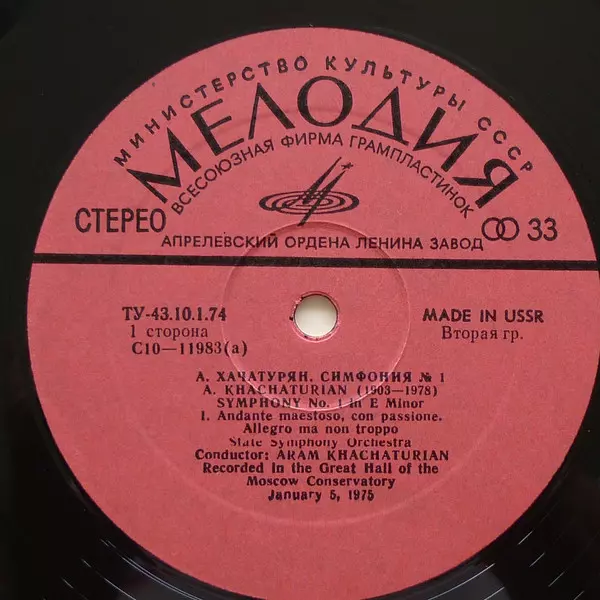 МИНИСТЕРСТВО КУЛЬТУРЫ СССР
МЕЛОДИЯ
ВСЕСОЮЗНАЯ ФИРМА ГРАМПЛАСТИНОК
СТЕРЕО
33
АПРЕЛЕВСКИЙ ОРДЕНА ЛЕНИНА ЗАВОД
ТУ-43.10.1.74
MADE IN USSR
1 сторона
Вторая гр.
С10—11983(а)
А. ХАЧАТУРЯН. СИМФОНИЯ № 1
A. KHACHATURIAN (1903—1978)
SYMPHONY No. 1 in E Minor
1. Andante maestoso, con passione.
Allegro ma non troppo
State Symphony Orchestra
Conductor: ARAM KHACHATURIAN
Recorded in the Great Hall of the
Moscow Conservatory
January 5, 1975